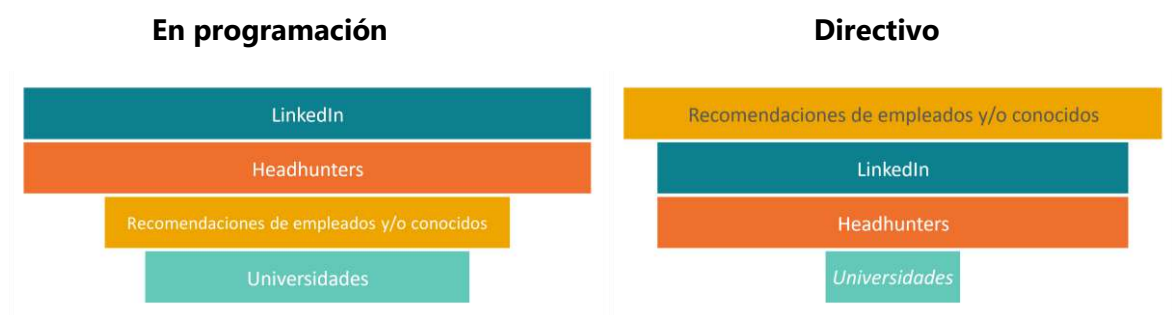 En programación
LinkedIn
Headhunters
Recomendaciones de empleados y/o conocidos
Universidades
Directivo
Recomendaciones de empleados y/o conocidos
LinkedIn
Headhunters
Universidades